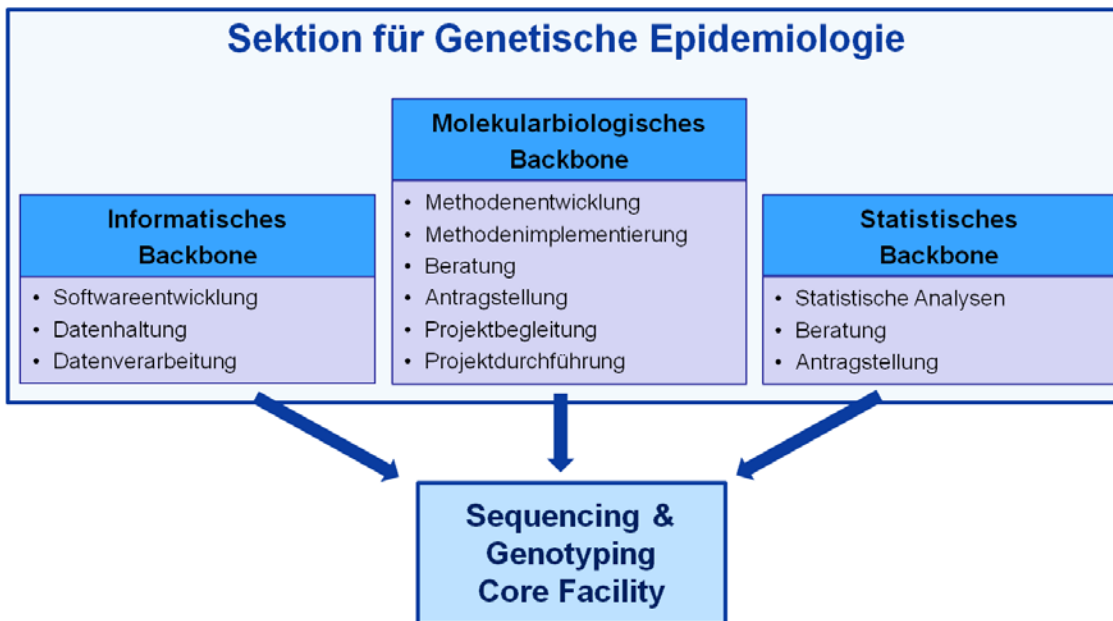 Sektion für Genetische Epidemiologie
Informatisches
Backbone
• Softwareentwicklung
• Datenhaltung
• Datenverarbeitung
Molekularbiologisches
Backbone
• Methodenentwicklung
• Methodenimplementierung
• Beratung
• Antragstellung
• Projektbegleitung
• Projektdurchführung
Statistisches
Backbone
• Statistische Analysen
• Beratung
• Antragstellung
Sequencing &
Genotyping
Core Facility